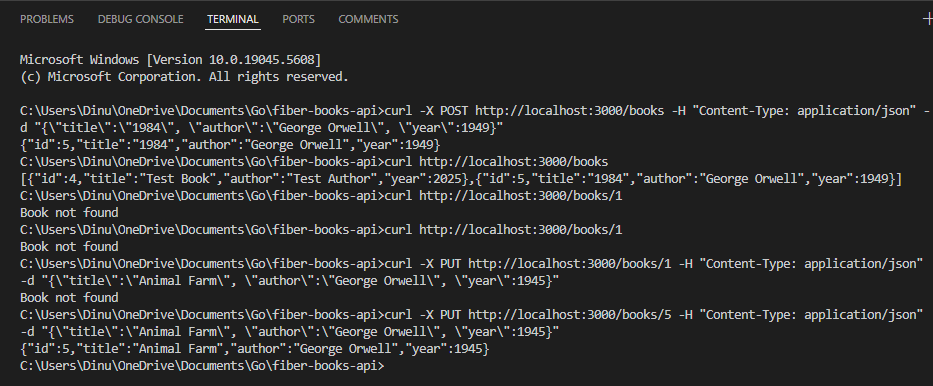 PROBLEMS DEBUG CONSOLE TERMINAL PORTS COMMENTS
Microsoft Windows [Version 10.0.19045.5608]
(c) Microsoft Corporation. All rights reserved.
C:\Users\Dinu\OneDrive\Documents\Go\fiber-books-api>curl -X POST http://localhost:3000/books -H "Content-Type: application/json" -
d "{\"title\":\"1984\", \"author\":\"George Orwell\", \"year\":1949}"
{"id":5,"title":"1984","author":"George Orwell","year":1949}
C:\Users\Dinu\OneDrive\Documents\Go\fiber-books-api>curl http://localhost:3000/books
[{"id":4,"title":"Test Book","author":"Test Author","year":2025},{"id":5,"title":"1984","author":"George Orwell","year":1949}]
C:\Users\Dinu\OneDrive\Documents\Go\fiber-books-api>curl http://localhost:3000/books/1
Book not found
C:\Users\Dinu\OneDrive\Documents\Go\fiber-books-api>curl http://localhost:3000/books/1
Book not found
C:\Users\Dinu\OneDrive\Documents\Go\fiber-books-api>curl -X PUT http://localhost:3000/books/1 -H "Content-Type: application/json"
-d "{\"title\":\"Animal Farm\", \"author\":\"George Orwell\", \"year\":1945}"
Book not found
C:\Users\Dinu\OneDrive\Documents\Go\fiber-books-api>curl -X PUT http://localhost:3000/books/5 -H "Content-Type: application/json"
-d "{\"title\":\"Animal Farm\", \"author\":\"George Orwell\", \"year\":1945}"
{"id":5,"title":"Animal Farm","author":"George Orwell","year":1945}
C:\Users\Dinu\OneDrive\Documents\Go\fiber-books-api>